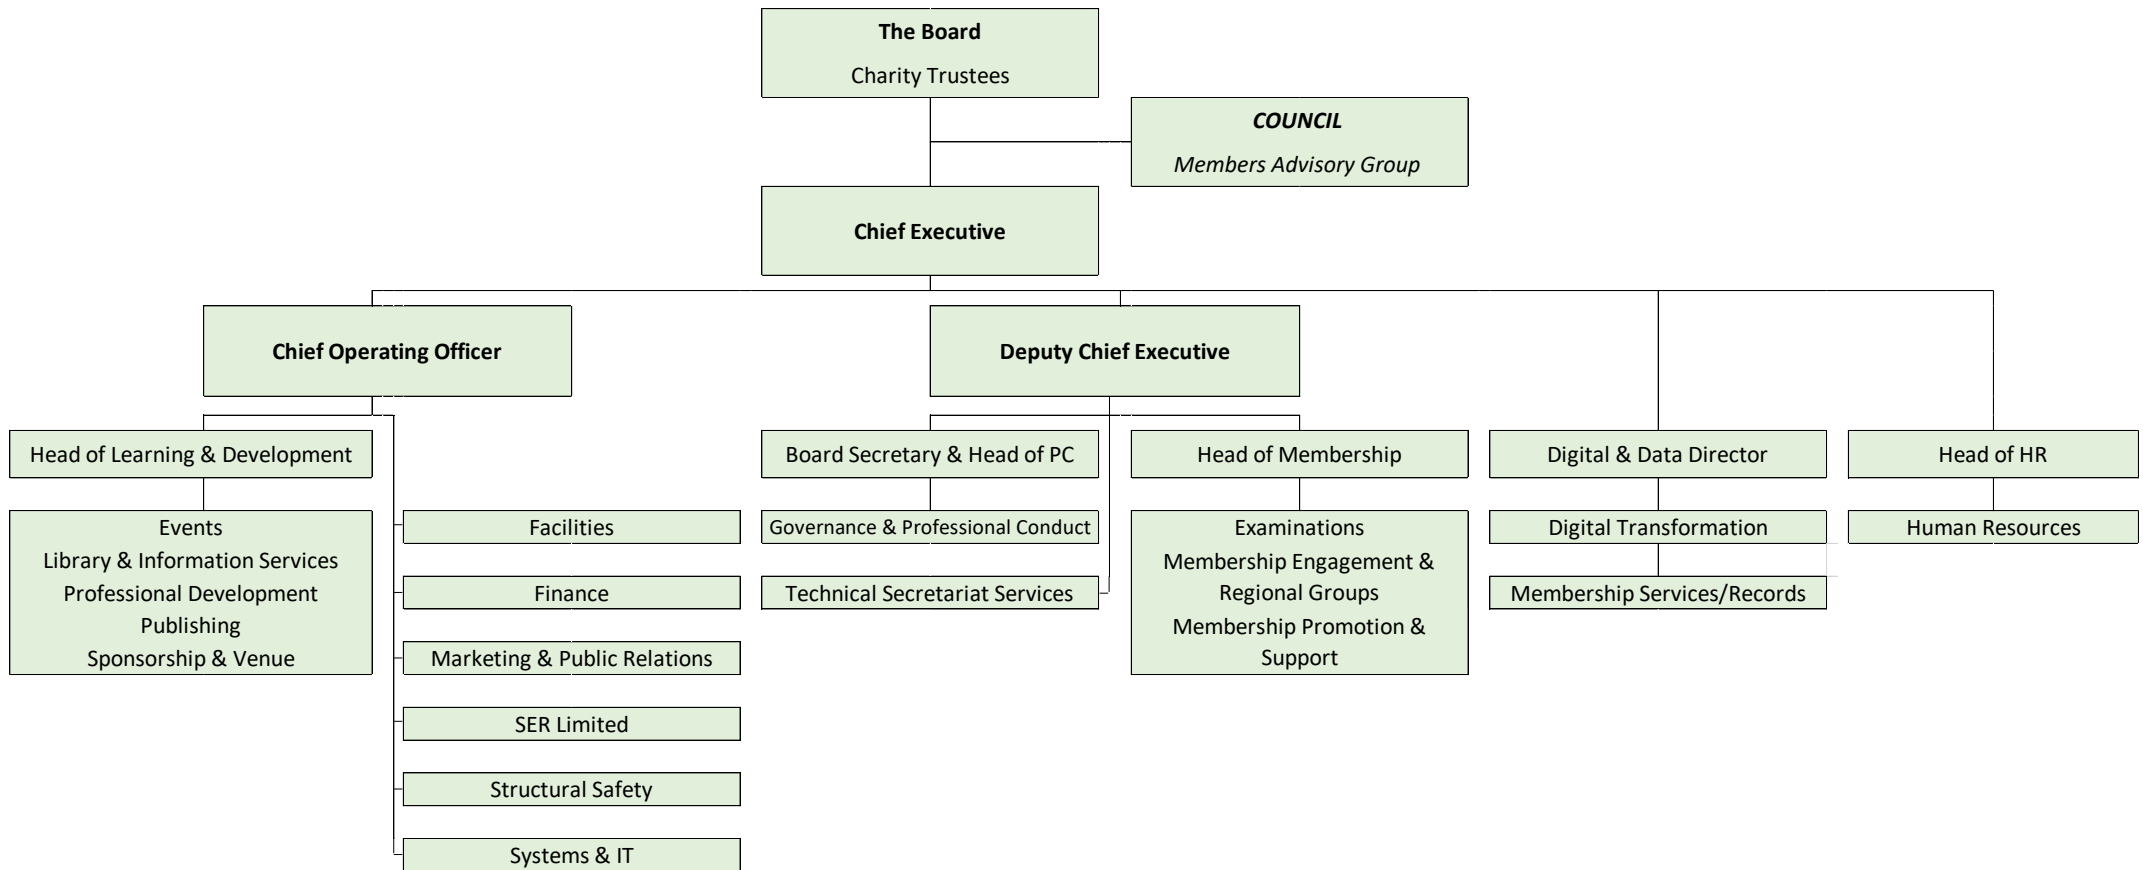 The Board
Charity Trustees
COUNCIL
Members Advisory Group
Chief Executive
Chief Operating Officer
Deputy Chief Executive
Head of Learning & Development
Board Secretary & Head of PC
Head of Membership
Digital & Data Director
Head of HR
Events
Library & Information Services
Professional Development
Publishing
Sponsorship & Venue
Facilities
Finance
Marketing & Public Relations
SER Limited
Structural Safety
Systems & IT
Governance & Professional Conduct
Technical Secretariat Services
Examinations
Membership Engagement &
Regional Groups
Membership Promotion &
Support
Digital Transformation
Membership Services/Records
Human Resources